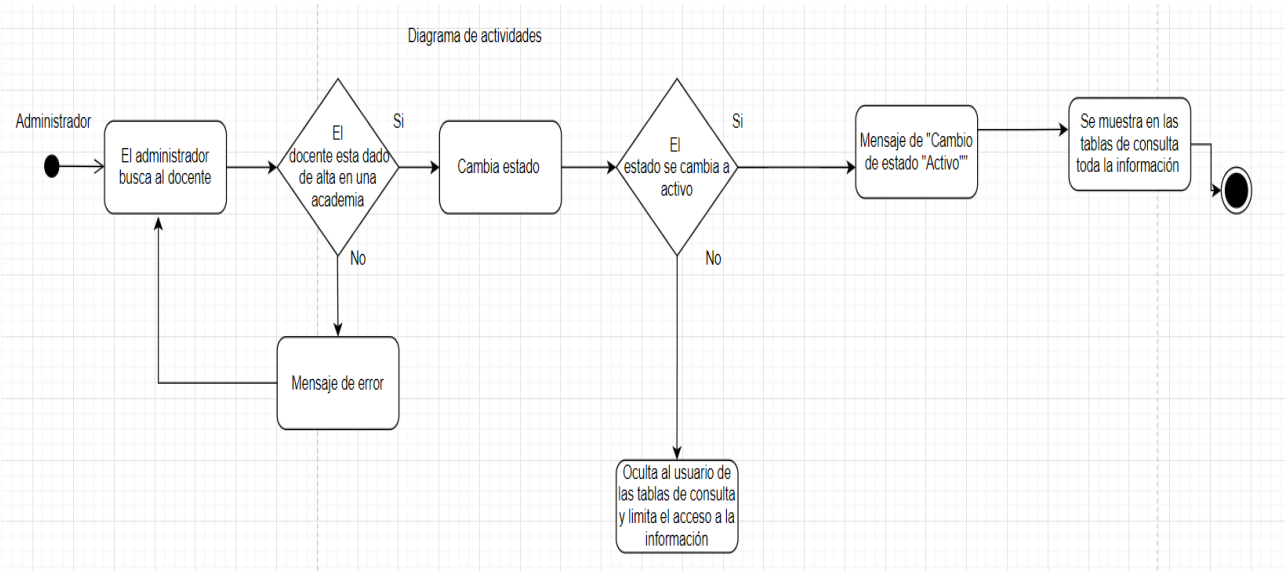 Diagrama de actividades
Administrador
El administrador
busca al docente
El
docente esta dado
de alta en una
academia
Si
No
Mensaje de error
Cambia estado
El
estado se cambia a
activo
Si
No
Oculta al usuario de
las tablas de consulta
y limita el acceso a la
información
Mensaje de "Cambio
de estado "Activo""
Se muestra en las
tablas de consulta
toda la información